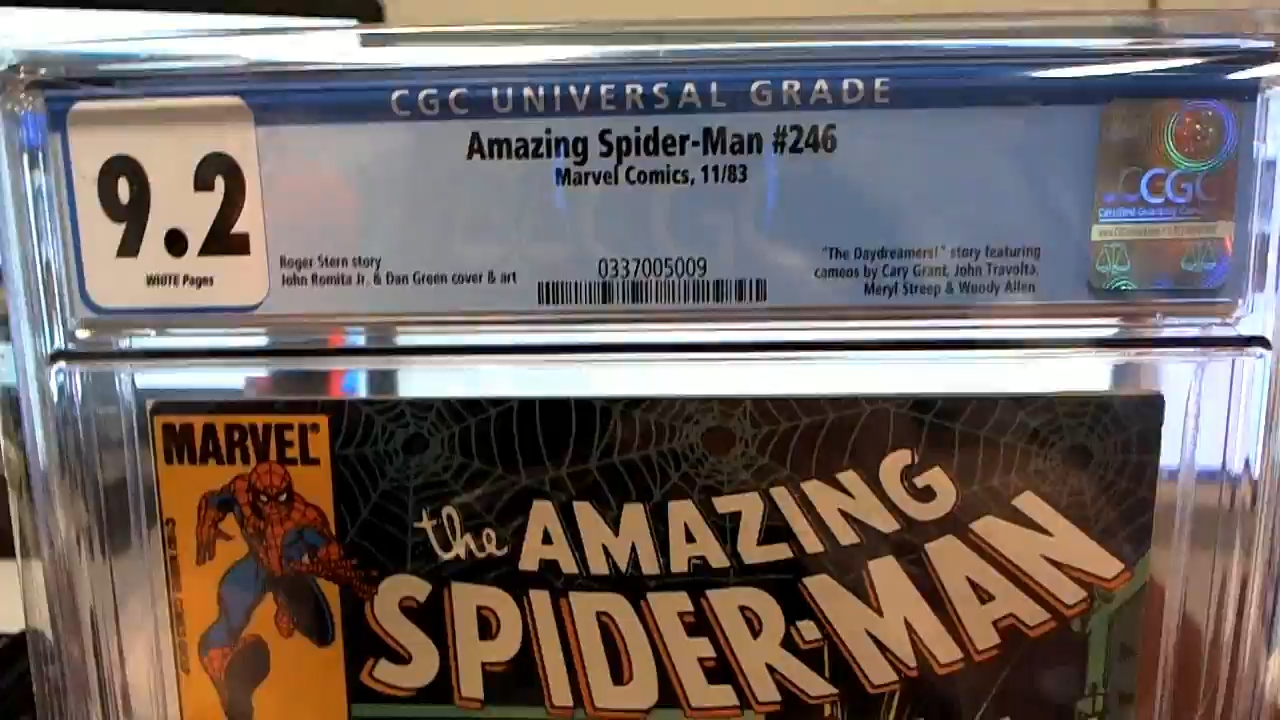 CGC UNIVERSAL GRADE
9.2
WHITE Pages
Amazing Spider-Man #246
Marvel Comics, 11/83
Roger Stern story
John Romita Jr. & Dan Green cover & art
0337005009
"The Daydreamers!" story featuring
cameos by Cary Grant, John Travolta,
Meryl Streep & Woody Allen
CGC
MARVEL
the AMAZING
SPIDER-MAN